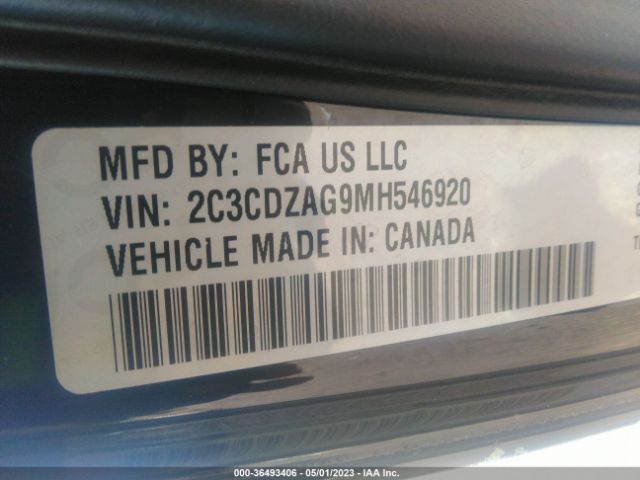 MFD BY: FCA US LLC
VIN: 2C3CDZAG9MH546920
VEHICLE MADE IN: CANADA
000-36493406 - 05/01/2023 - IAA Inc.